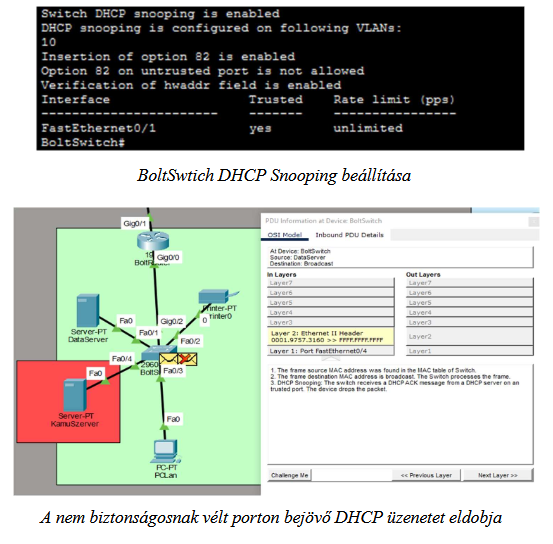 Switch DHCP snooping is enabled
DHCP snooping is configured on following VLANs:
10
Insertion of option 82 is enabled
Option 82 on untrusted port is not allowed
Verification of hwaddr field is enabled
Interface Trusted Rate limit (pps)
----------------------- ------- ----------------
FastEthernet0/1 yes unlimited
BoltSwitch#
BoltSwtich DHCP Snooping beállítása
Gig0/1
19
Gig0/0
Printer-PT
Printer0
0
Gig0/2
Fa0
Fa0/1
Fa0/2
Server-PT
DataServer
2960
Fa0/4
Fa0/3
Fa0
Server-PT
KamuSzerver
Fa0
PC-PT
PCLan
PDU Information at Device: BoltSwitch
OSI Model Inbound PDU Details
At Device: BoltSwitch
Source: DataServer
Destination: Broadcast
In Layers Out Layers
Layer7 Layer7
Layer6 Layer6
Layer5 Layer5
Layer4 Layer4
Layer3 Layer3
Layer 2: Ethernet II Header
0001.9757.3160 >> FFFF.FFFF.FFFF
Layer2
Layer 1: Port FastEthernet0/4 Layer1
1. The frame source MAC address was found in the MAC table of Switch.
2. The frame destination MAC address is broadcast. The Switch processes the frame.
3. DHCP Snooping: The switch receives a DHCP ACK message from a DHCP server on an
trusted port. The device drops the packet.
Challenge Me << Previous Layer Next Layer >>
A nem biztonságosnak vélt porton bejövő DHCP üzenetet eldobja